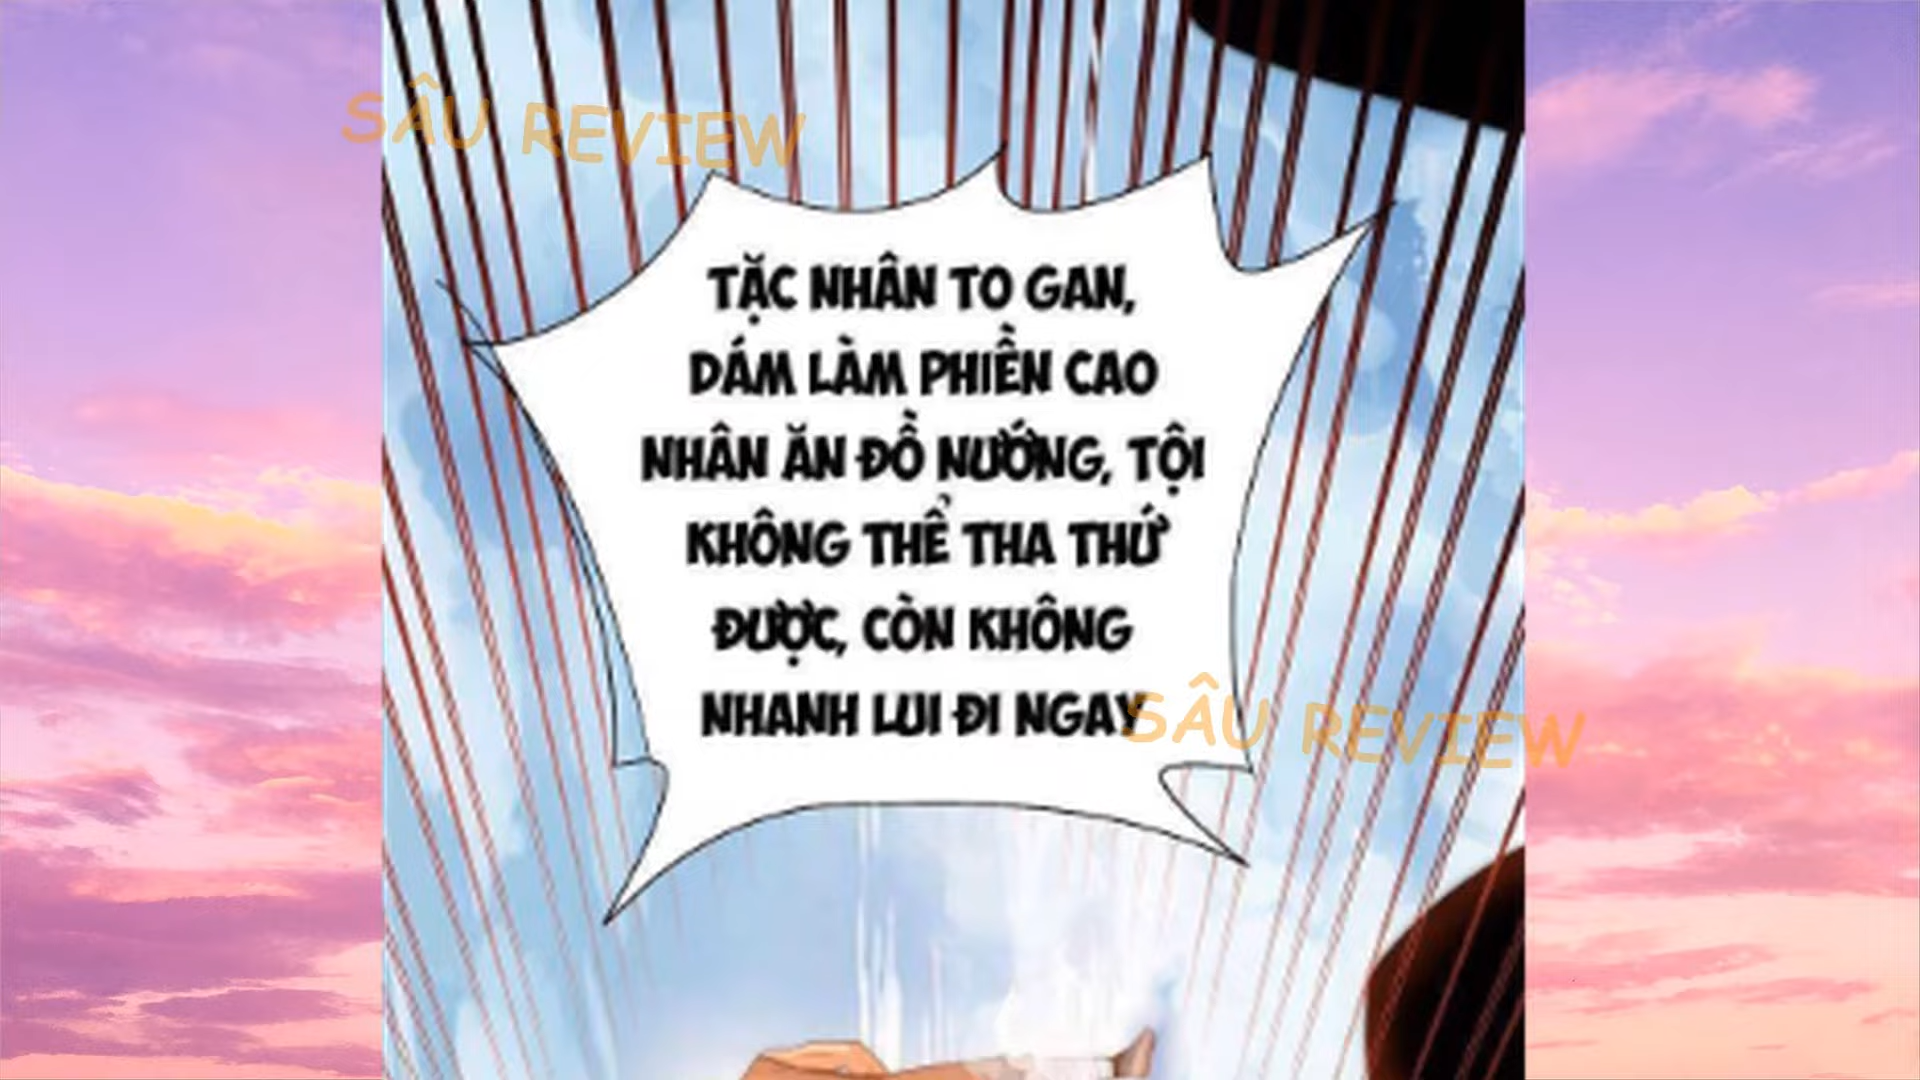 SÂU REVIEW
TẶC NHÂN TO GAN,
DÁM LÀM PHIỀN CAO
NHÂN ĂN ĐỒ NƯỚNG, TỘI
KHÔNG THỂ THA THỨ
ĐƯỢC, CÒN KHÔNG
NHANH LUI ĐI NGAY
SÂU REVIEW